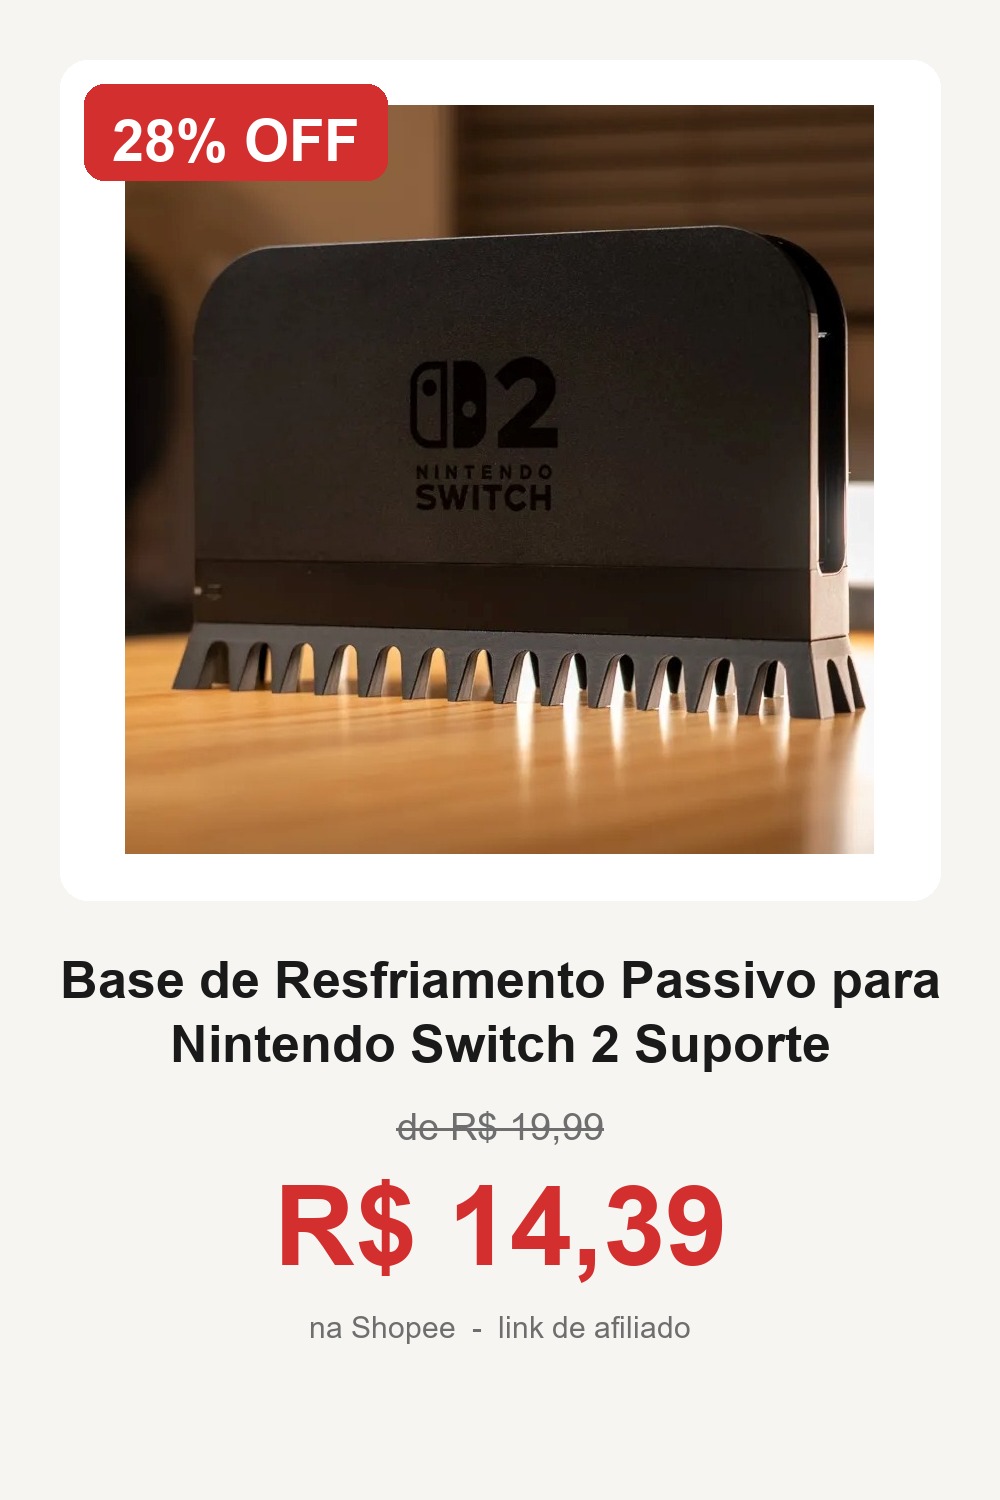 28% OFF
2
NINTENDO
SWITCH
Base de Resfriamento Passivo para
Nintendo Switch 2 Suporte
de R$ 19,99
R$ 14,39
na Shopee - link de afiliado